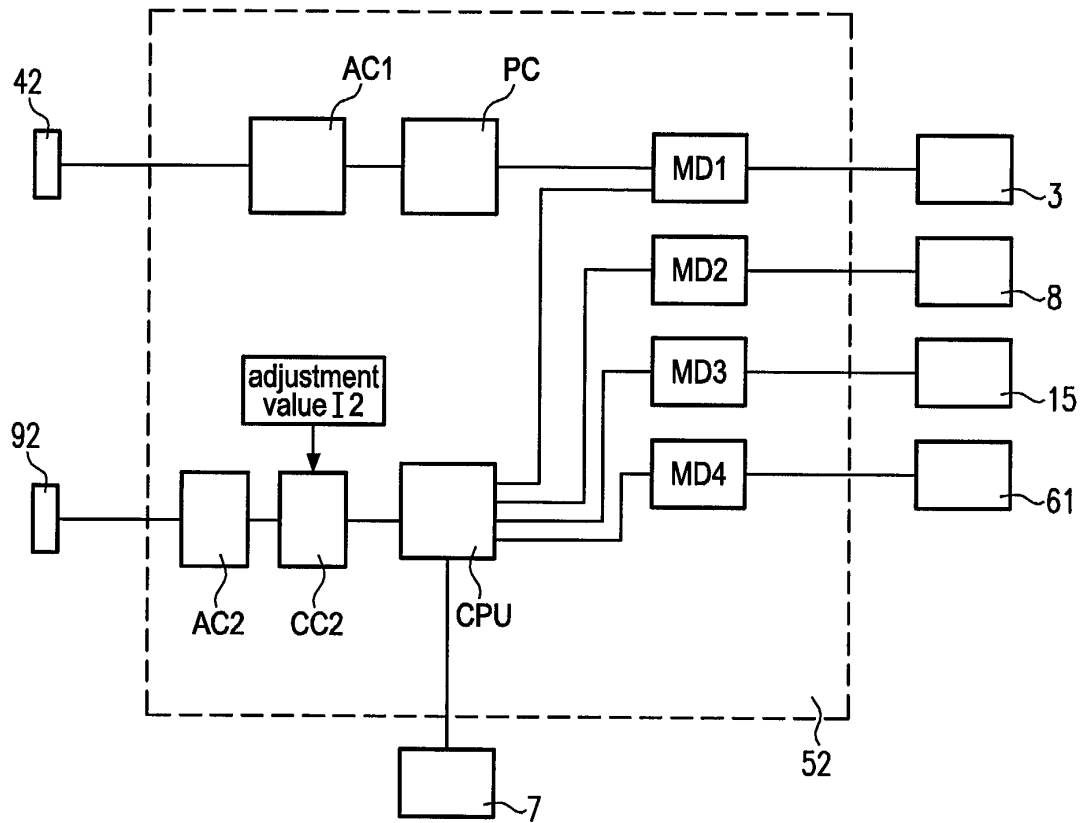 42
AC1
PC
MD1
3
MD2
8
adjustment
value I2
MD3
15
92
MD4
61
AC2
CC2
CPU
52
7